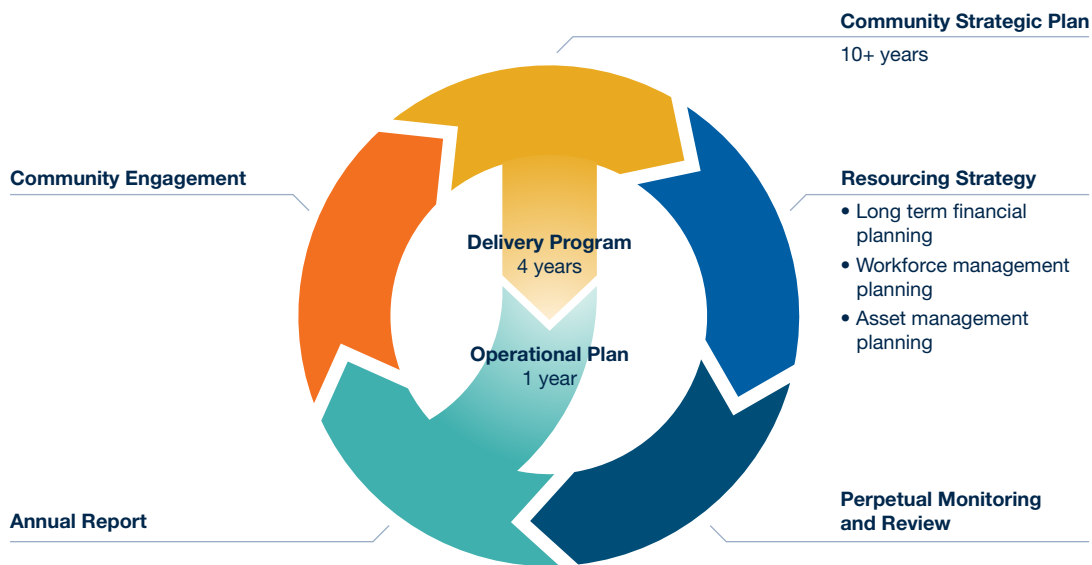 Community Strategic Plan
10+ years
Community Engagement
Resourcing Strategy
• Long term financial
planning
• Workforce management
planning
• Asset management
planning
Delivery Program
4 years
Operational Plan
1 year
Annual Report
Perpetual Monitoring
and Review